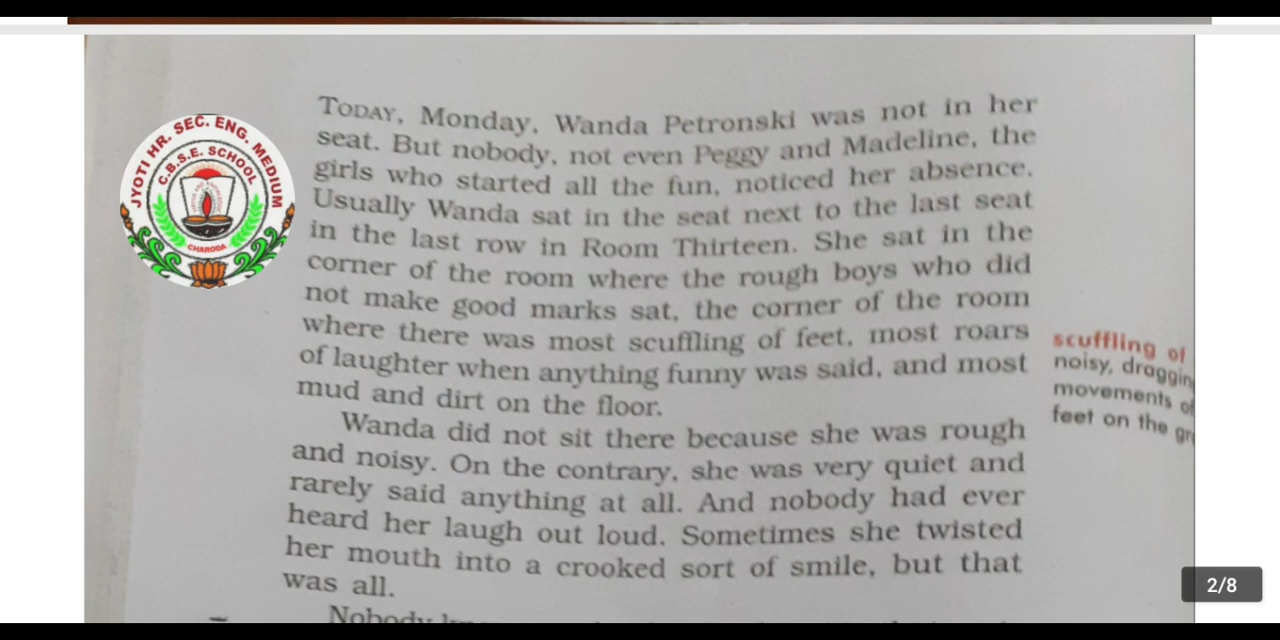 JYOTI HR. SEC. ENG. MEDIUM
C.B.S.E. SCHOOL
CHARODA
TODAY, Monday, Wanda Petronski was not in her
seat. But nobody, not even Peggy and Madeline, the
girls who started all the fun, noticed her absence.
Usually Wanda sat in the seat next to the last seat
in the last row in Room Thirteen. She sat in the
corner of the room where the rough boys who did
not make good marks sat, the corner of the room
where there was most scuffling of feet, most roars
of laughter when anything funny was said, and most
mud and dirt on the floor.
Wanda did not sit there because she was rough
and noisy. On the contrary, she was very quiet and
rarely said anything at all. And nobody had ever
heard her laugh out loud. Sometimes she twisted
her mouth into a crooked sort of smile, but that
was all.
Nobody
scuffling of
noisy, draggin
movements of
feet on the gr
2/8